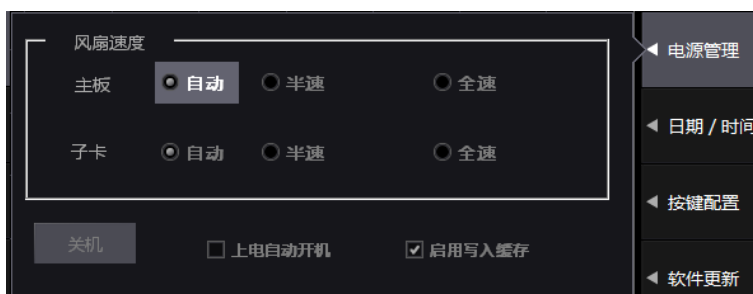 风扇速度
主板 自动 半速 全速
子卡 自动 半速 全速
关机 上电自动开机 启用写入缓存
电源管理
日期 / 时间
按键配置
软件更新